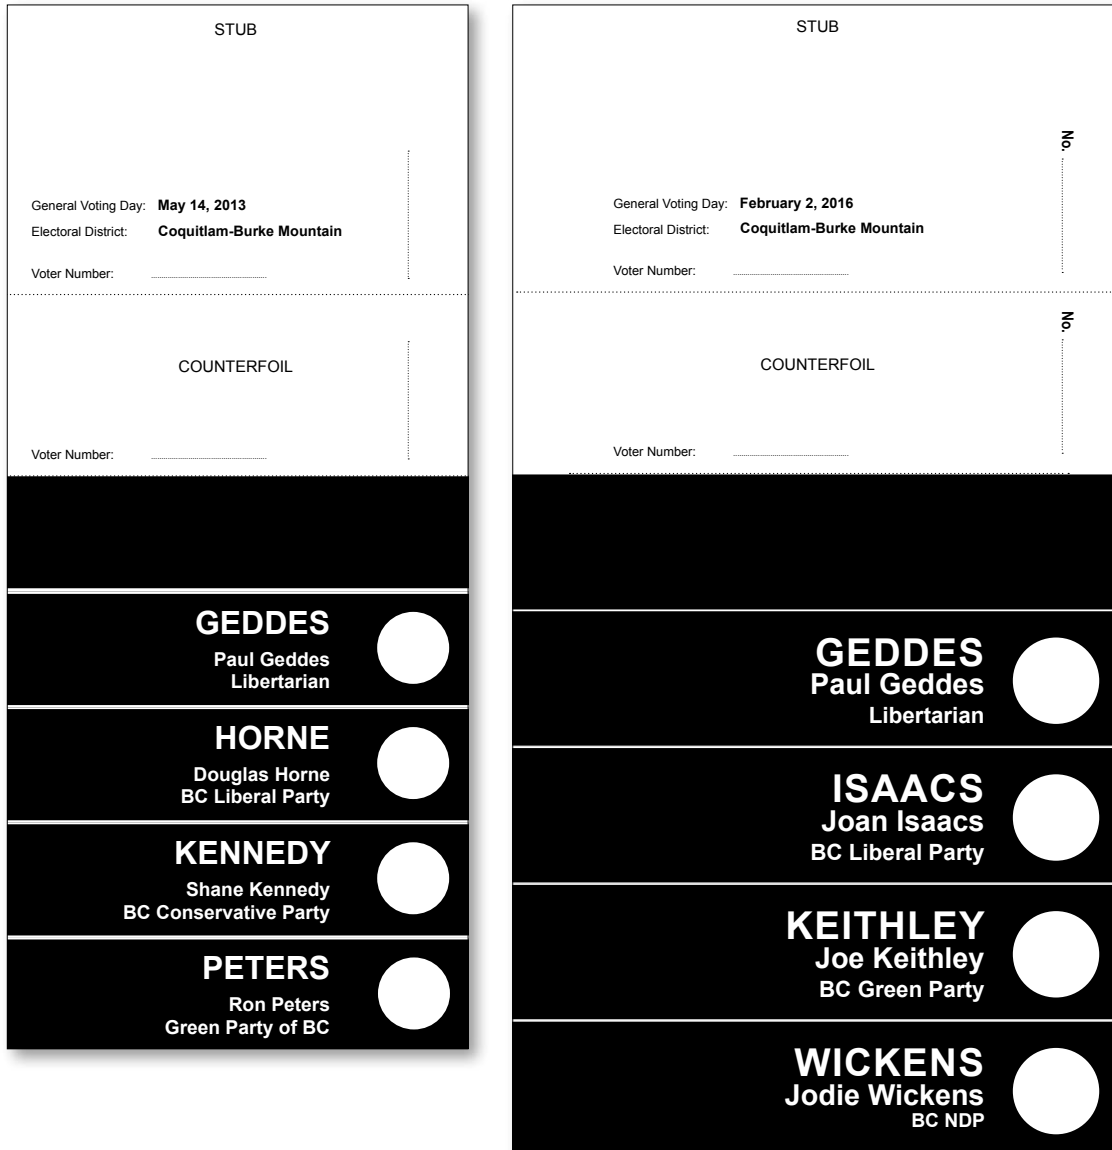 STUB
General Voting Day: May 14, 2013
Electoral District: Coquitlam-Burke Mountain
Voter Number:
COUNTERFOIL
Voter Number:
GEDDES
Paul Geddes
Libertarian
HORNE
Douglas Horne
BC Liberal Party
KENNEDY
Shane Kennedy
BC Conservative Party
PETERS
Ron Peters
Green Party of BC
STUB
No.
General Voting Day: February 2, 2016
Electoral District: Coquitlam-Burke Mountain
Voter Number:
No.
COUNTERFOIL
Voter Number:
GEDDES
Paul Geddes
Libertarian
ISAACS
Joan Isaacs
BC Liberal Party
KEITHLEY
Joe Keithley
BC Green Party
WICKENS
Jodie Wickens
BC NDP